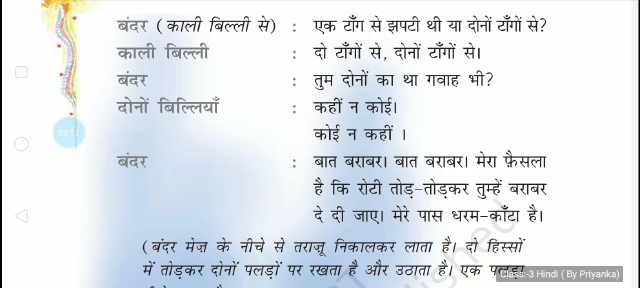 बंदर (काली बिल्ली से) : एक टाँग से झपटी थी या दोनों टाँगों से?
काली बिल्ली : दो टाँगों से, दोनों टाँगों से।
बंदर : तुम दोनों का था गवाह भी?
दोनों बिल्लियाँ : कहीं न कोई।
कोई न कहीं ।
बंदर : बात बराबर। बात बराबर। मेरा फ़ैसला
है कि रोटी तोड़-तोड़कर तुम्हें बराबर
दे दी जाए। मेरे पास धरम-काँटा है।
(बंदर मेज़ के नीचे से तराज़ू निकालकर लाता है। दो हिस्सों
में तोड़कर दोनों पलड़ों पर रखता है और उठाता है। एक पलड़ा
Class:-3 Hindi ( By Priyanka)